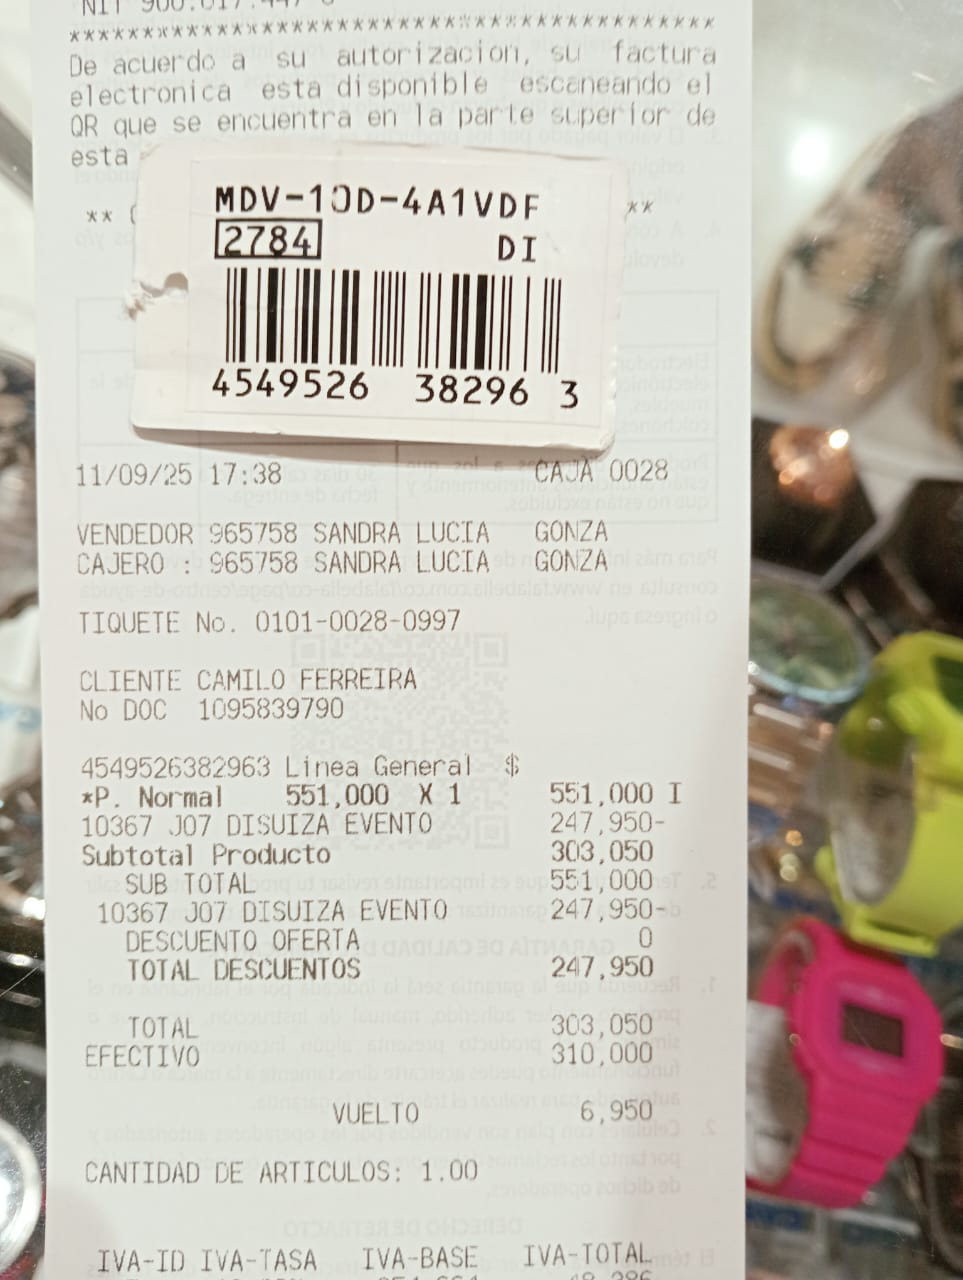 NIT 900.017.447-8
****************************************
De acuerdo a su autorizacion, su factura
electronica esta disponible escaneando el
QR que se encuentra en la parte superior de
esta
MDV-10D-4A1VDF
** **
2784 DI
4549526 38296 3
11/09/25 17:38 CAJA 0028
VENDEDOR 965758 SANDRA LUCIA GONZA
CAJERO : 965758 SANDRA LUCIA GONZA
TIQUETE No. 0101-0028-0997
CLIENTE CAMILO FERREIRA
No DOC 1095839790
4549526382963 Linea General $
*P. Normal 551,000 X 1 551,000 I
10367 J07 DISUIZA EVENTO 247,950-
Subtotal Producto 303,050
SUB TOTAL 551,000
10367 J07 DISUIZA EVENTO 247,950-
DESCUENTO OFERTA 0
TOTAL DESCUENTOS 247,950
TOTAL 303,050
EFECTIVO 310,000
VUELTO 6,950
CANTIDAD DE ARTICULOS: 1.00
IVA-ID IVA-TASA IVA-BASE IVA-TOTAL